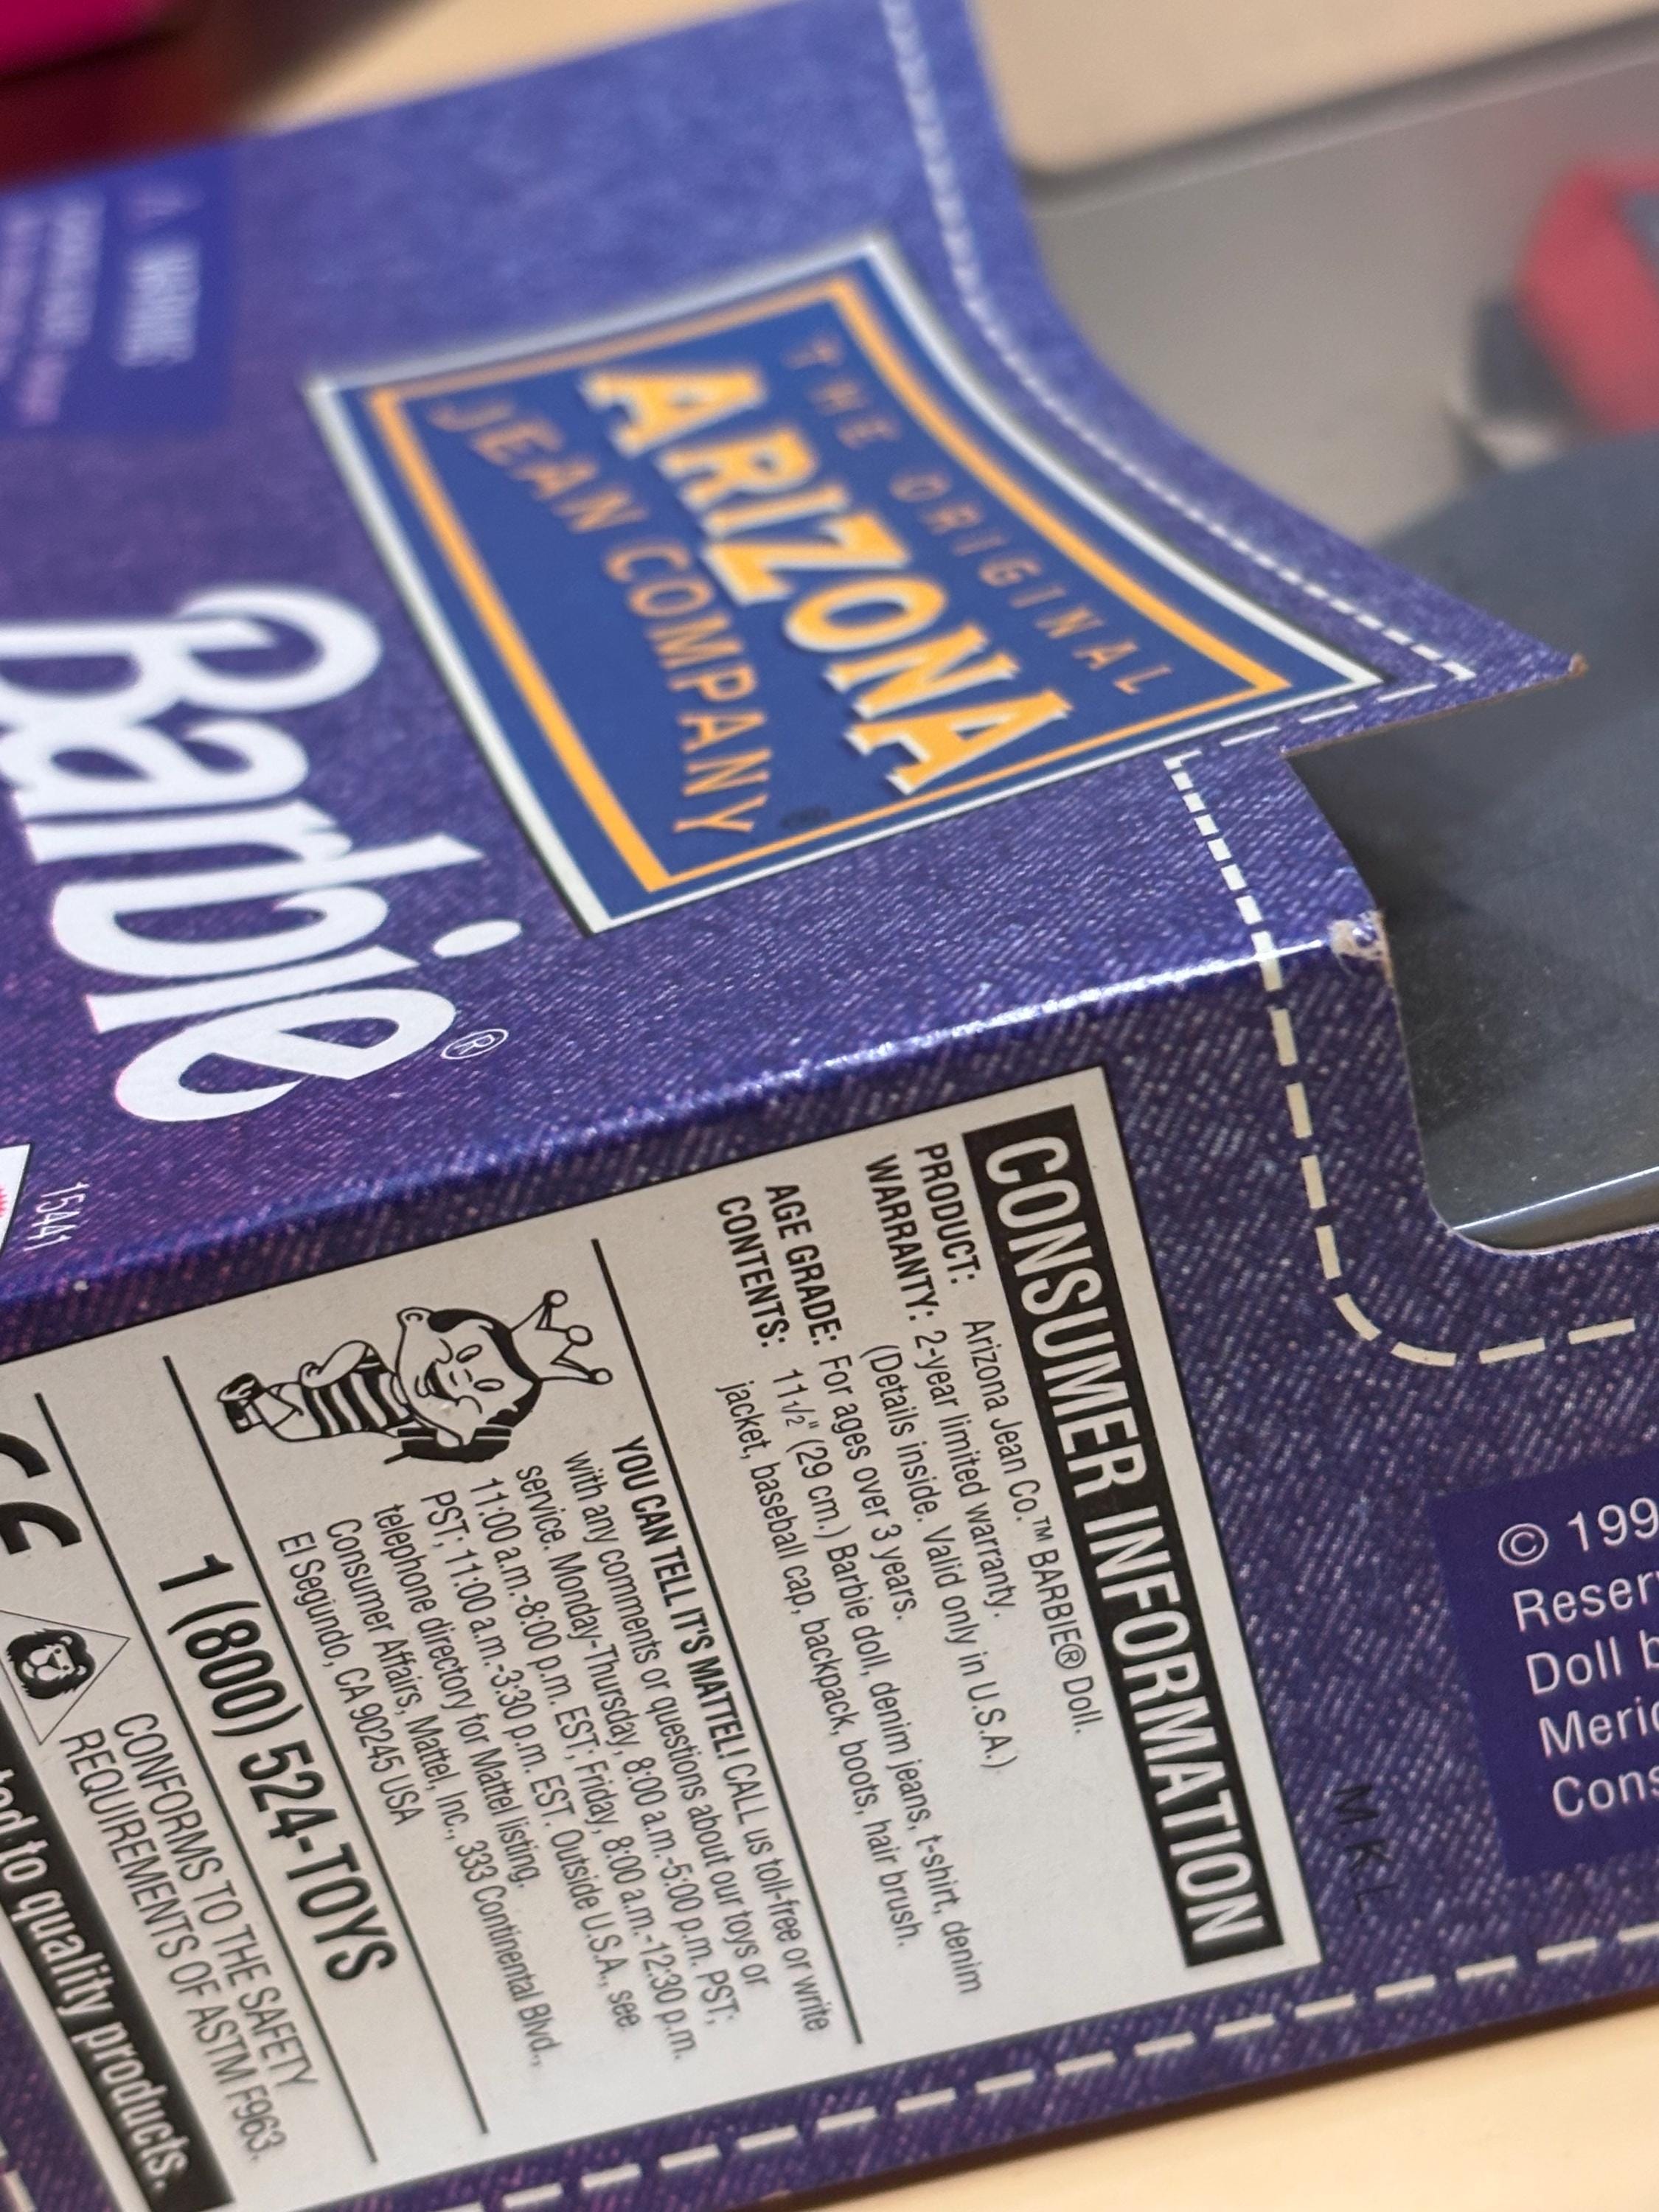 THE ORIGINAL
ARIZONA
JEAN COMPANY
Barbie®
15441
WARNING
CONSUMER INFORMATION
PRODUCT: Arizona Jean Co.™ BARBIE® Doll.
WARRANTY: 2-year limited warranty.
(Details inside. Valid only in U.S.A.)
AGE GRADE: For ages over 3 years.
CONTENTS: 11 1/2" (29 cm.) Barbie doll, denim jeans, t-shirt, denim
jacket, baseball cap, backpack, boots, hair brush.
YOU CAN TELL IT'S MATTEL! CALL us toll-free or write
with any comments or questions about our toys or
service. Monday-Thursday, 8:00 a.m.-5:00 p.m. PST;
11:00 a.m.-8:00 p.m. EST; Friday, 8:00 a.m.-12:30 p.m.
PST; 11:00 a.m.-3:30 p.m. EST. Outside U.S.A., see
telephone directory for Mattel listing.
Consumer Affairs, Mattel, Inc., 333 Continental Blvd.,
El Segundo, CA 90245 USA
1 (800) 524-TOYS
CE
CONFORMS TO THE SAFETY
REQUIREMENTS OF ASTM F963.
to quality products.
© 199
Reser
Doll b
Meri
Cons
M.K.L.